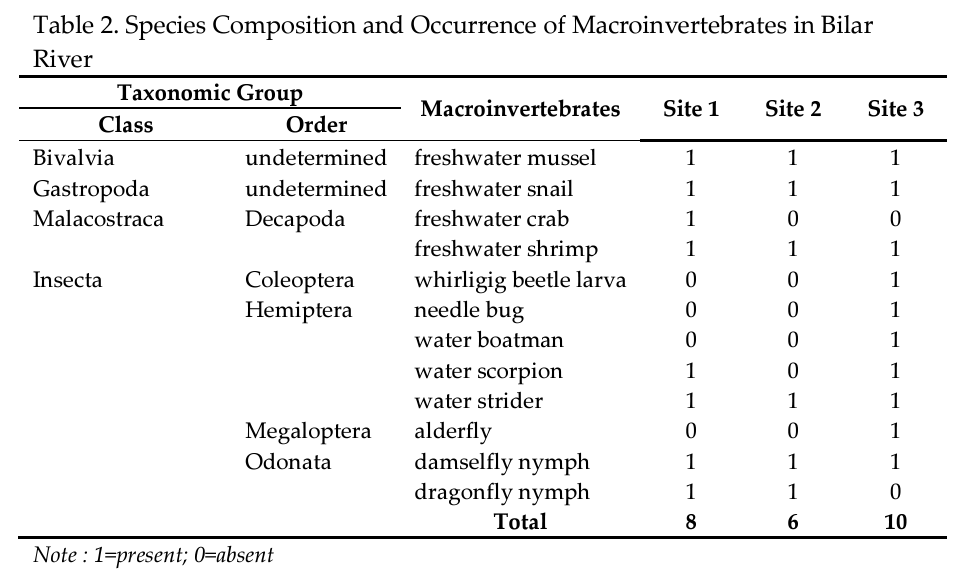 Table 2. Species Composition and Occurrence of Macroinvertebrates in Bilar
River
Taxonomic Group Macroinvertebrates Site 1 Site 2 Site 3
Class Order
Bivalvia undetermined freshwater mussel 1 1 1
Gastropoda undetermined freshwater snail 1 1 1
Malacostraca Decapoda freshwater crab 1 0 0
freshwater shrimp 1 1 1
Insecta Coleoptera whirligig beetle larva 0 0 1
Hemiptera needle bug 0 0 1
water boatman 0 0 1
water scorpion 1 0 1
water strider 1 1 1
Megaloptera alderfly 0 0 1
Odonata damselfly nymph 1 1 1
dragonfly nymph 1 1 0
Total 8 6 10
Note : 1=present; 0=absent